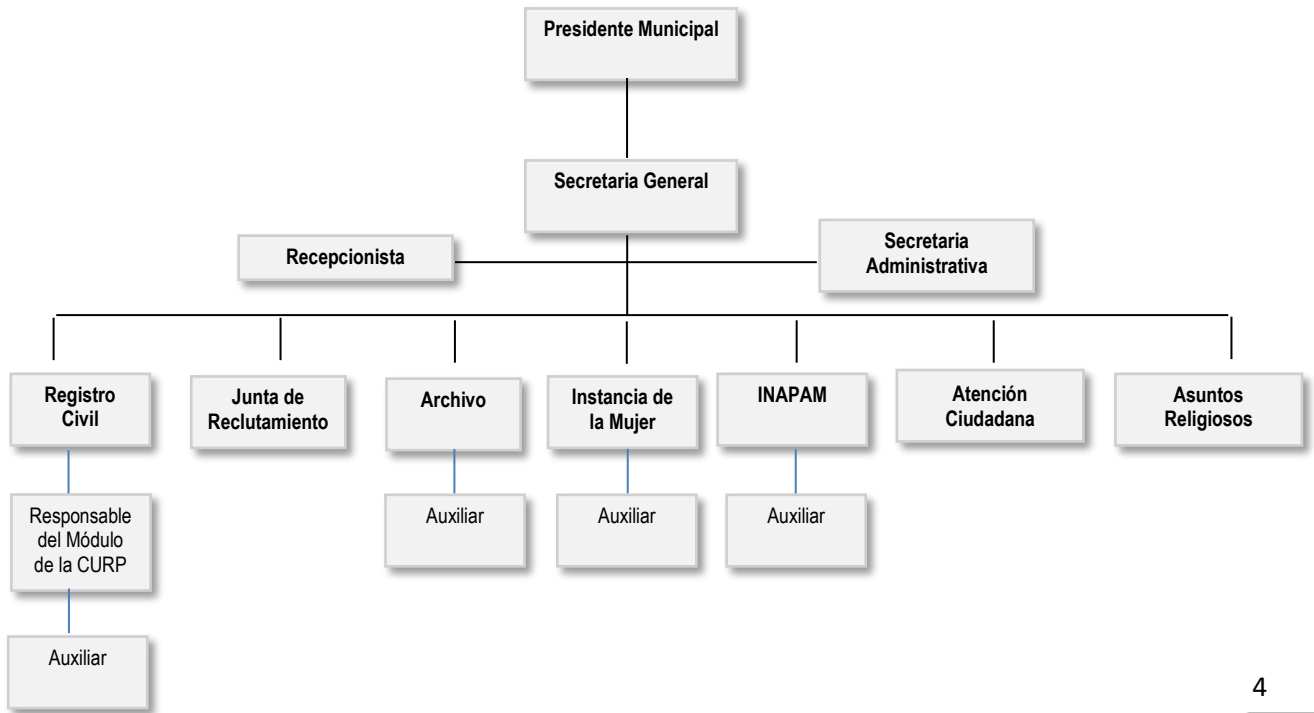 Presidente Municipal
Secretaria General
Recepcionista
Secretaria
Administrativa
Registro
Civil
Junta de
Reclutamiento
Archivo
Instancia de
la Mujer
INAPAM
Atención
Ciudadana
Asuntos
Religiosos
Responsable
del Módulo
de la CURP
Auxiliar
Auxiliar
Auxiliar
Auxiliar
4